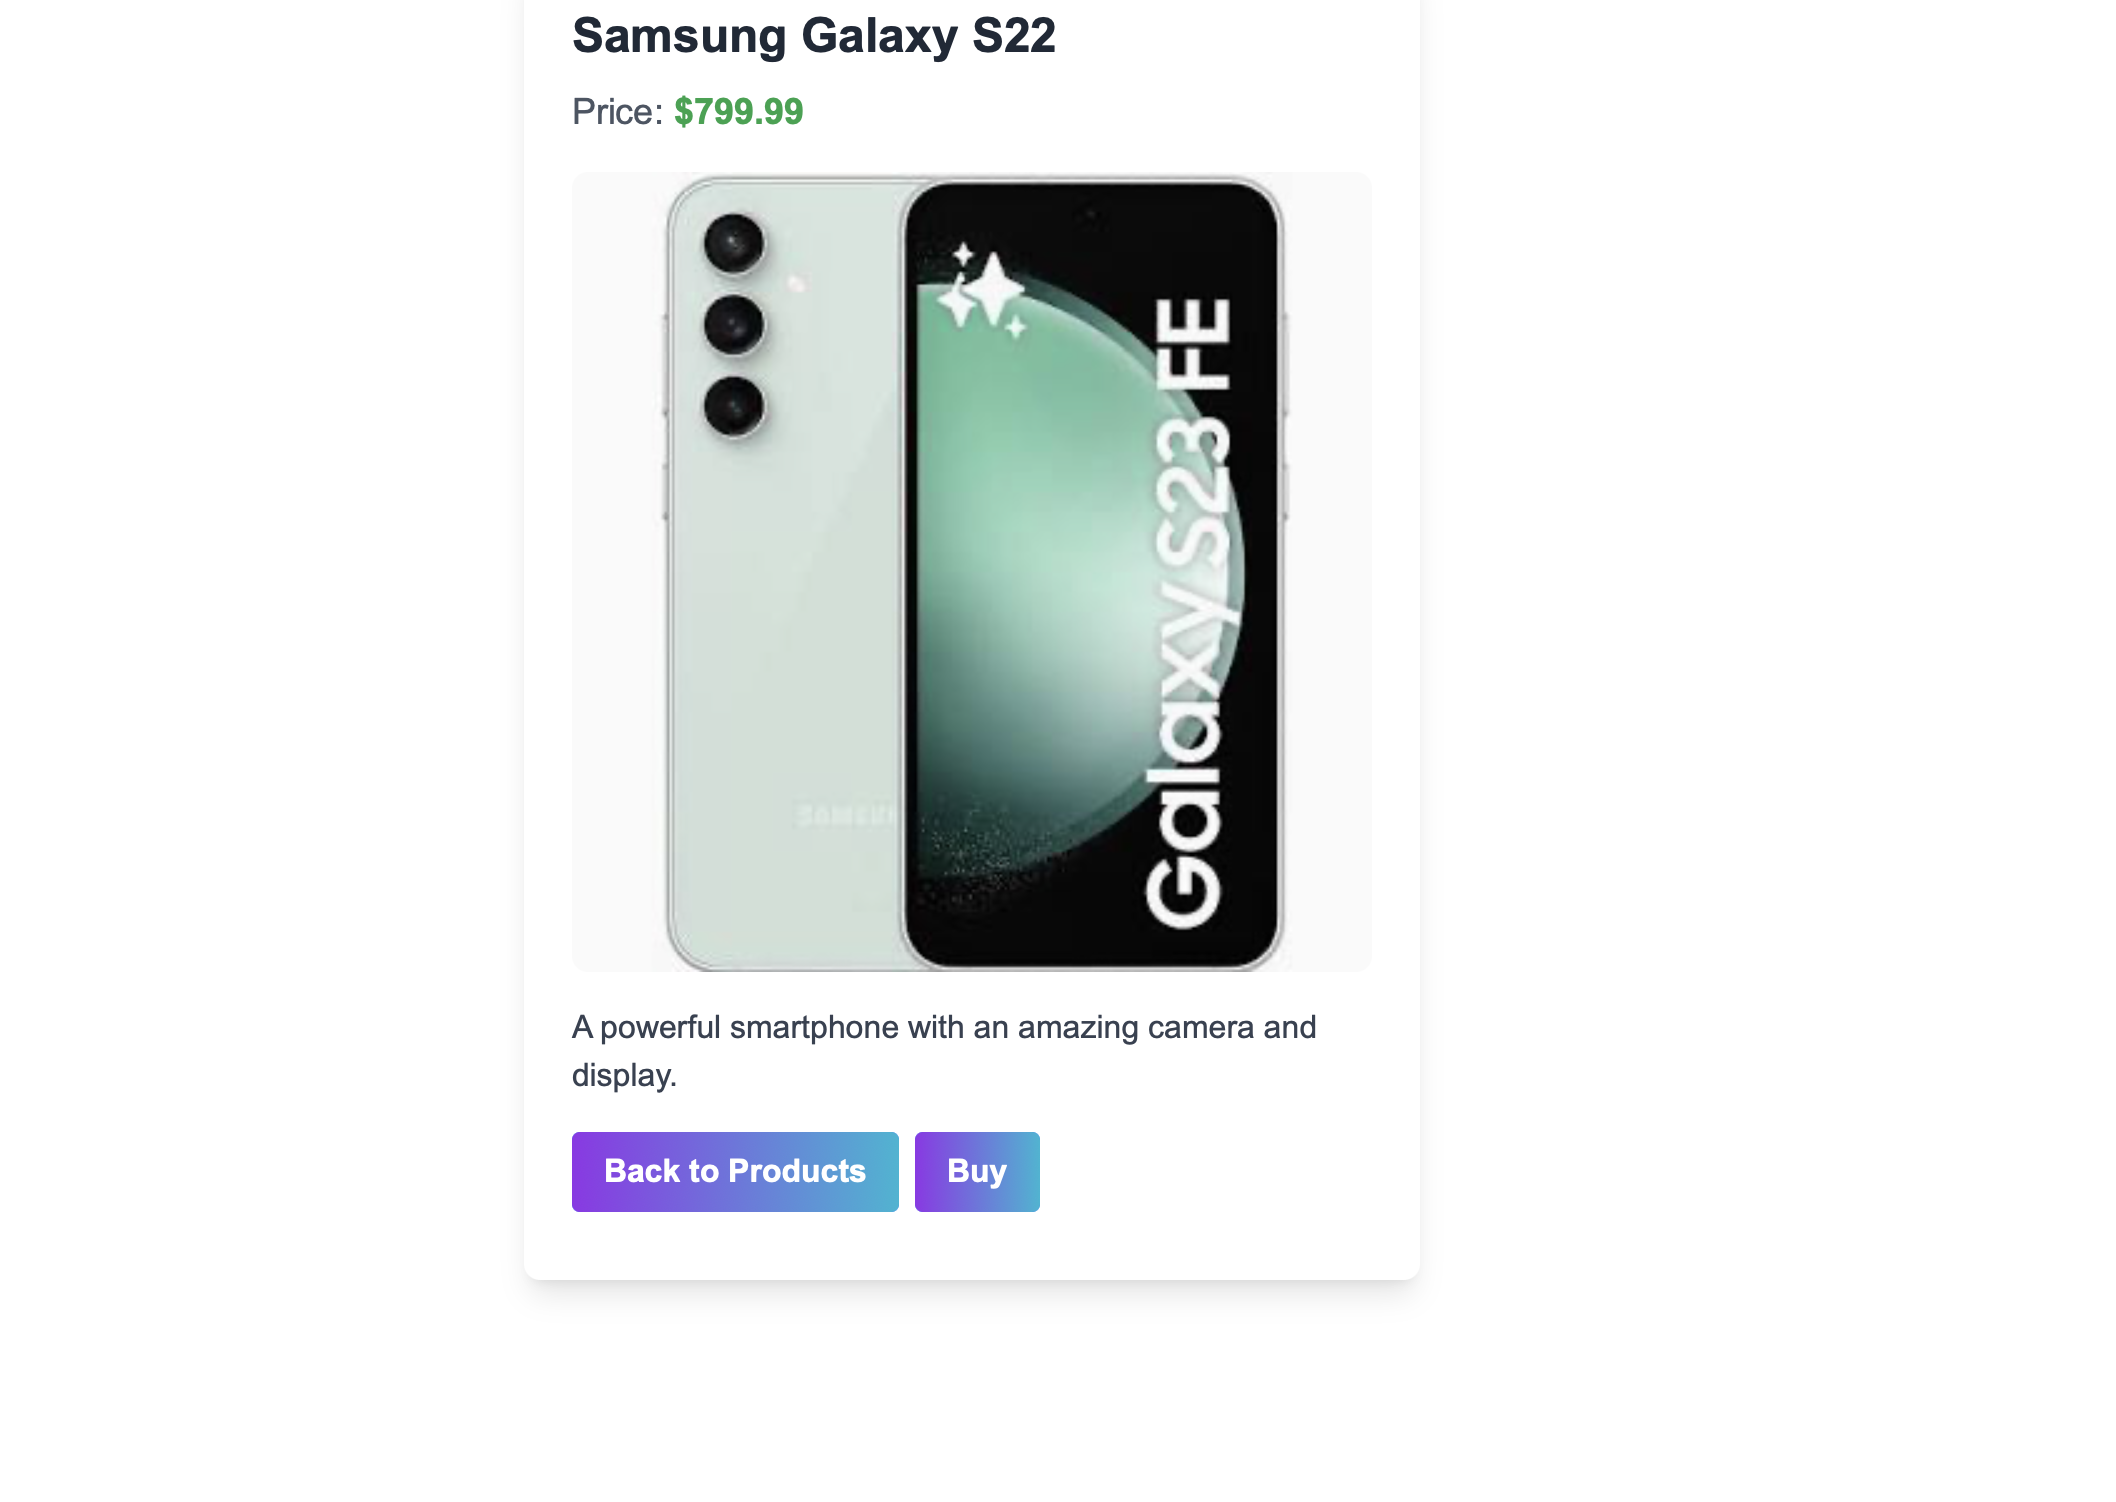 Samsung Galaxy S22
Price: $799.99
Galaxy S23 FE
A powerful smartphone with an amazing camera and
display.
Back to Products
Buy